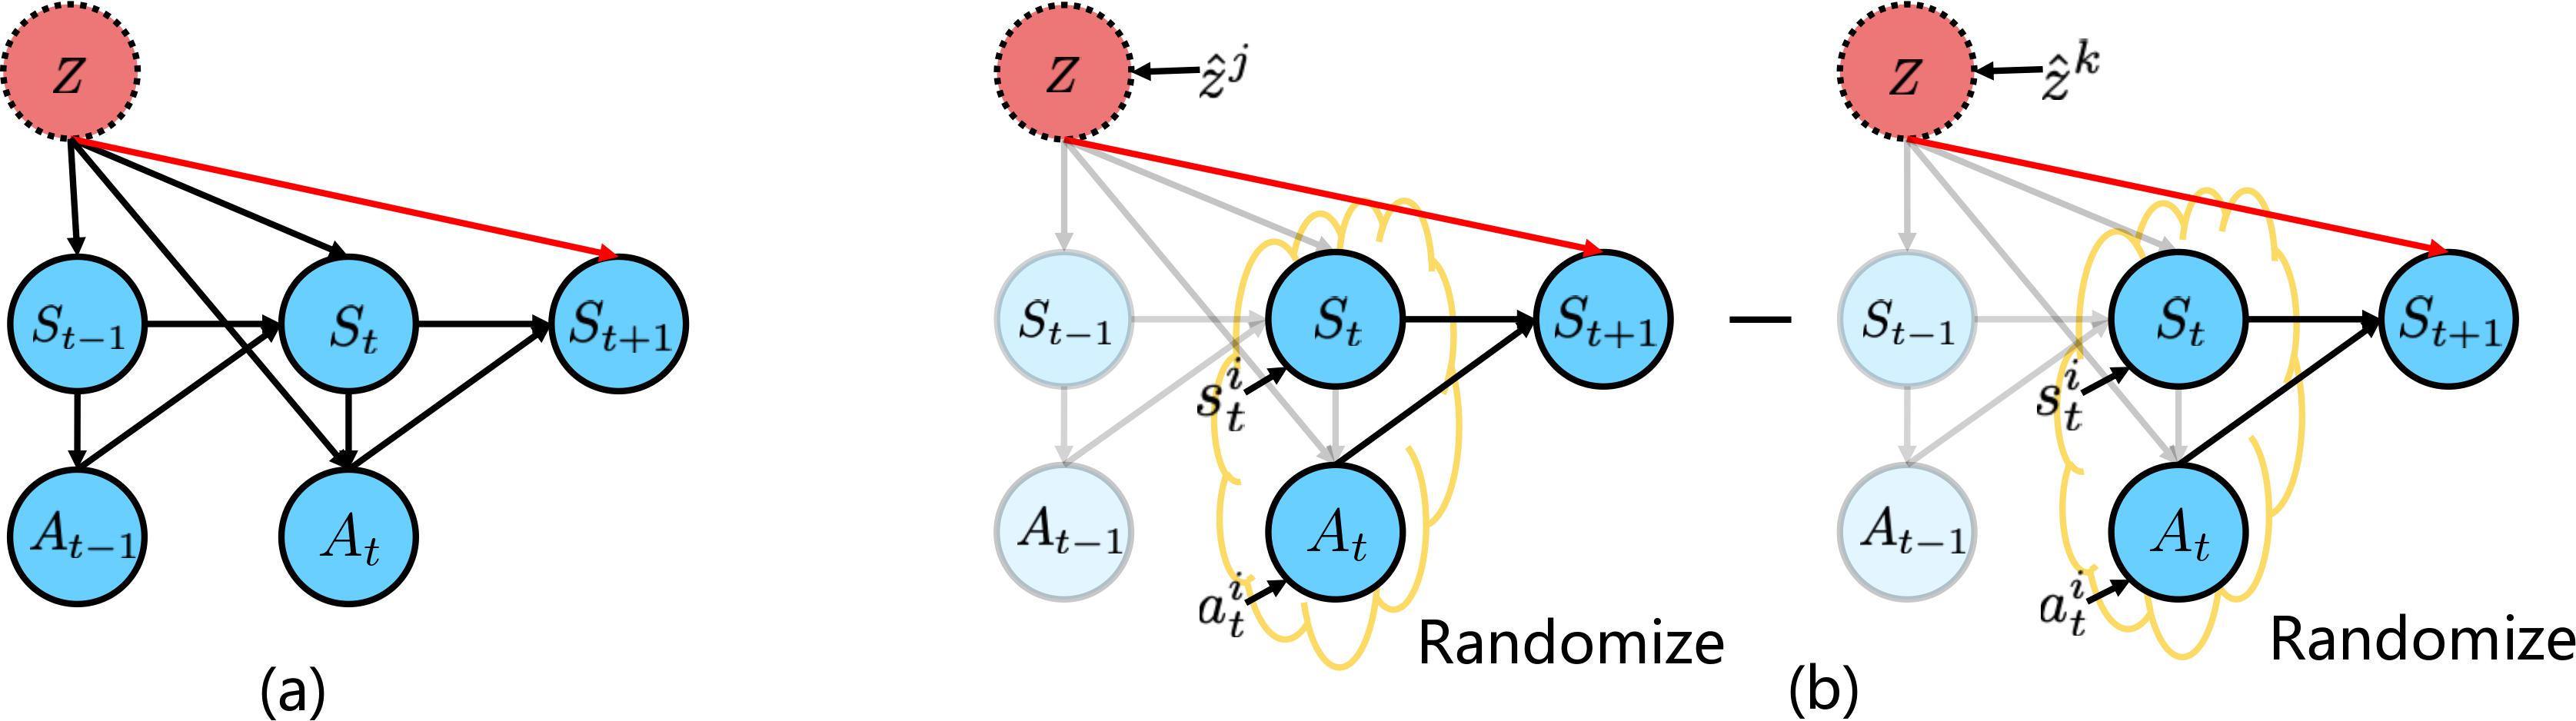 Z
S_{t-1}
S_t
S_{t+1}
A_{t-1}
A_t
(a)
Z
\hat{z}^j
S_{t-1}
S_t
S_{t+1}
s_t^i
A_{t-1}
A_t
a_t^i
Randomize
−
Z
\hat{z}^k
S_{t-1}
S_t
S_{t+1}
s_t^i
A_{t-1}
A_t
a_t^i
Randomize
(b)